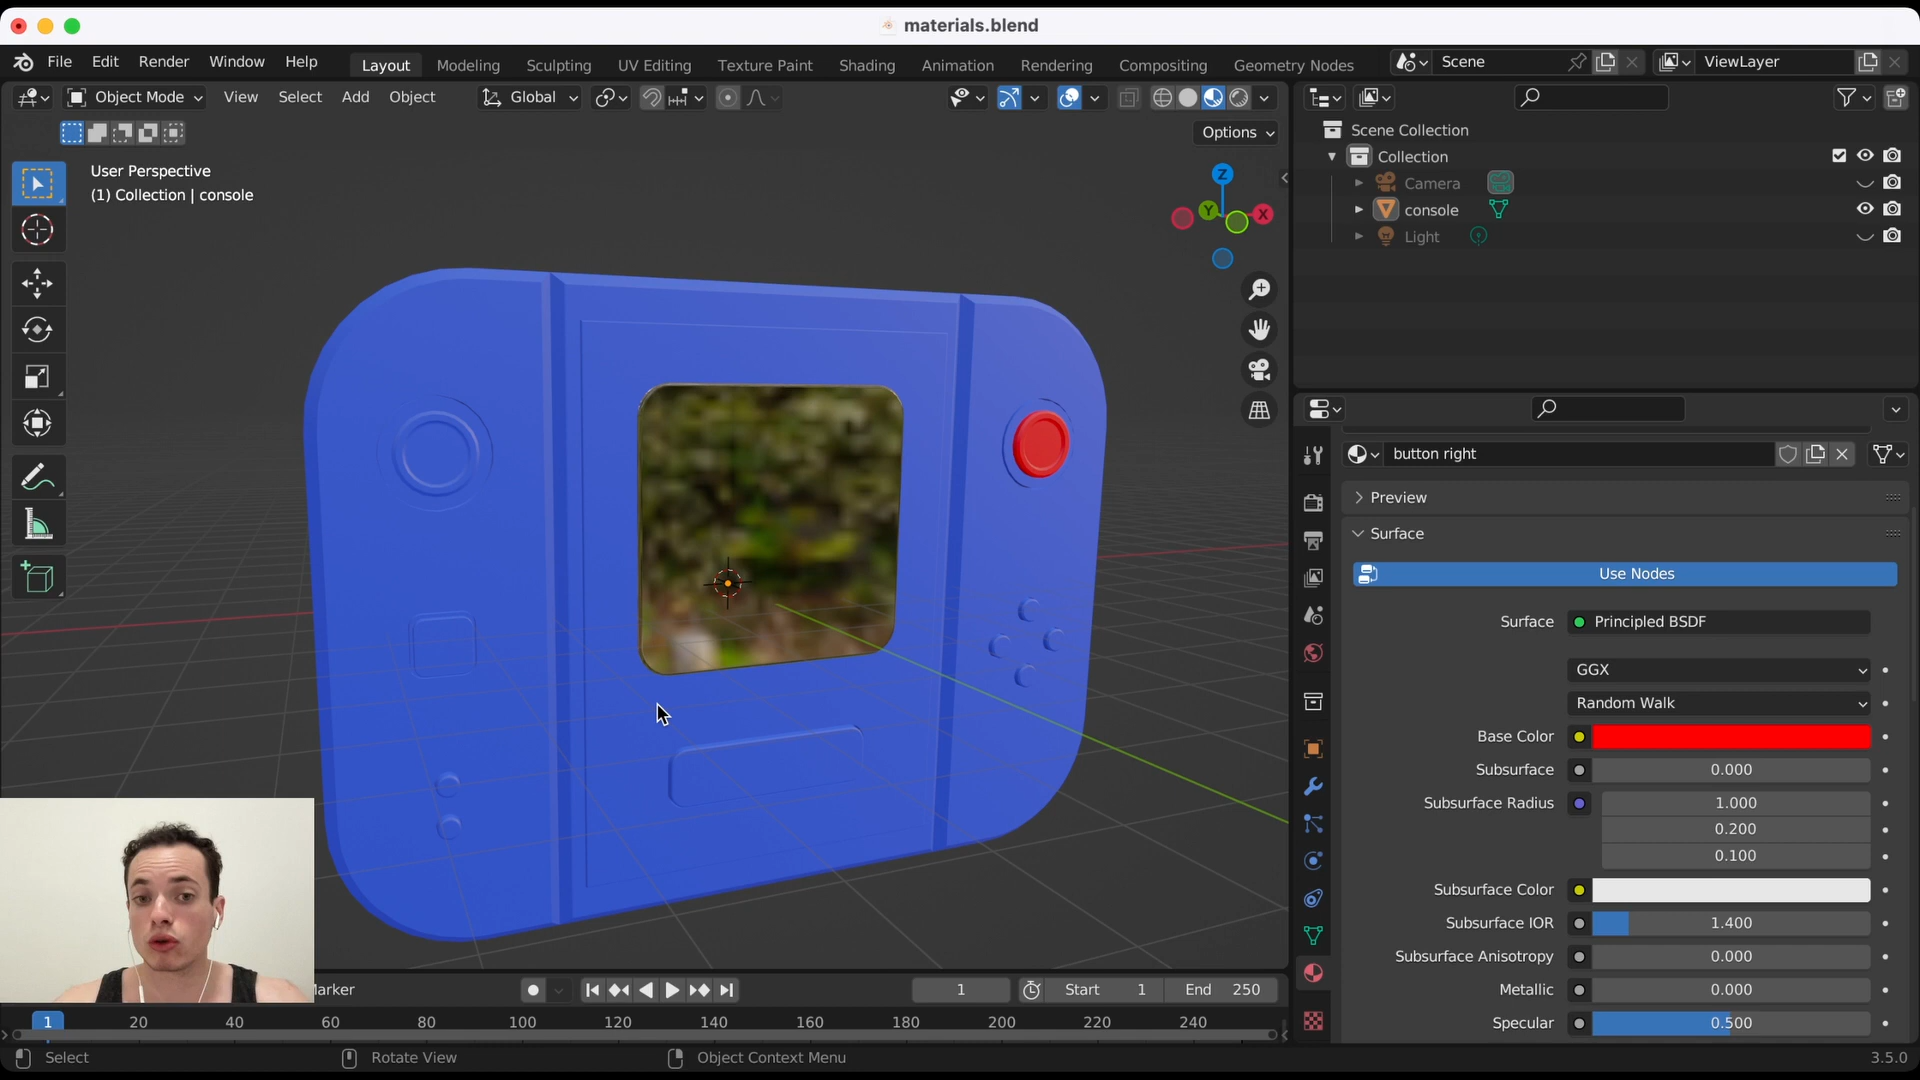 materials.blend
File Edit Render Window Help
Layout Modeling Sculpting UV Editing Texture Paint Shading Animation Rendering Compositing Geometry Nodes
Scene
ViewLayer
Object Mode View Select Add Object
Global
Options
User Perspective
(1) Collection | console
Z
Y
X
Scene Collection
Collection
Camera
console
Light
button right
Preview
Surface
Use Nodes
Surface Principled BSDF
GGX
Random Walk
Base Color
Subsurface 0.000
Subsurface Radius 1.000
0.200
0.100
Subsurface Color
Subsurface IOR 1.400
Subsurface Anisotropy 0.000
Metallic 0.000
Specular 0.500
Marker
1 Start 1 End 250
1 20 40 60 80 100 120 140 160 180 200 220 240
Select Rotate View Object Context Menu
3.5.0